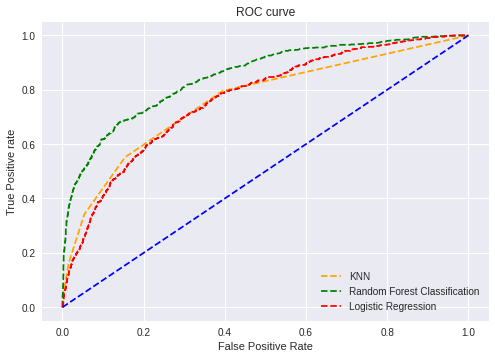 ROC curve
True Positive rate
1.0
0.8
0.6
0.4
0.2
0.0
KNN
Random Forest Classification
Logistic Regression
0.0 0.2 0.4 0.6 0.8 1.0
False Positive Rate